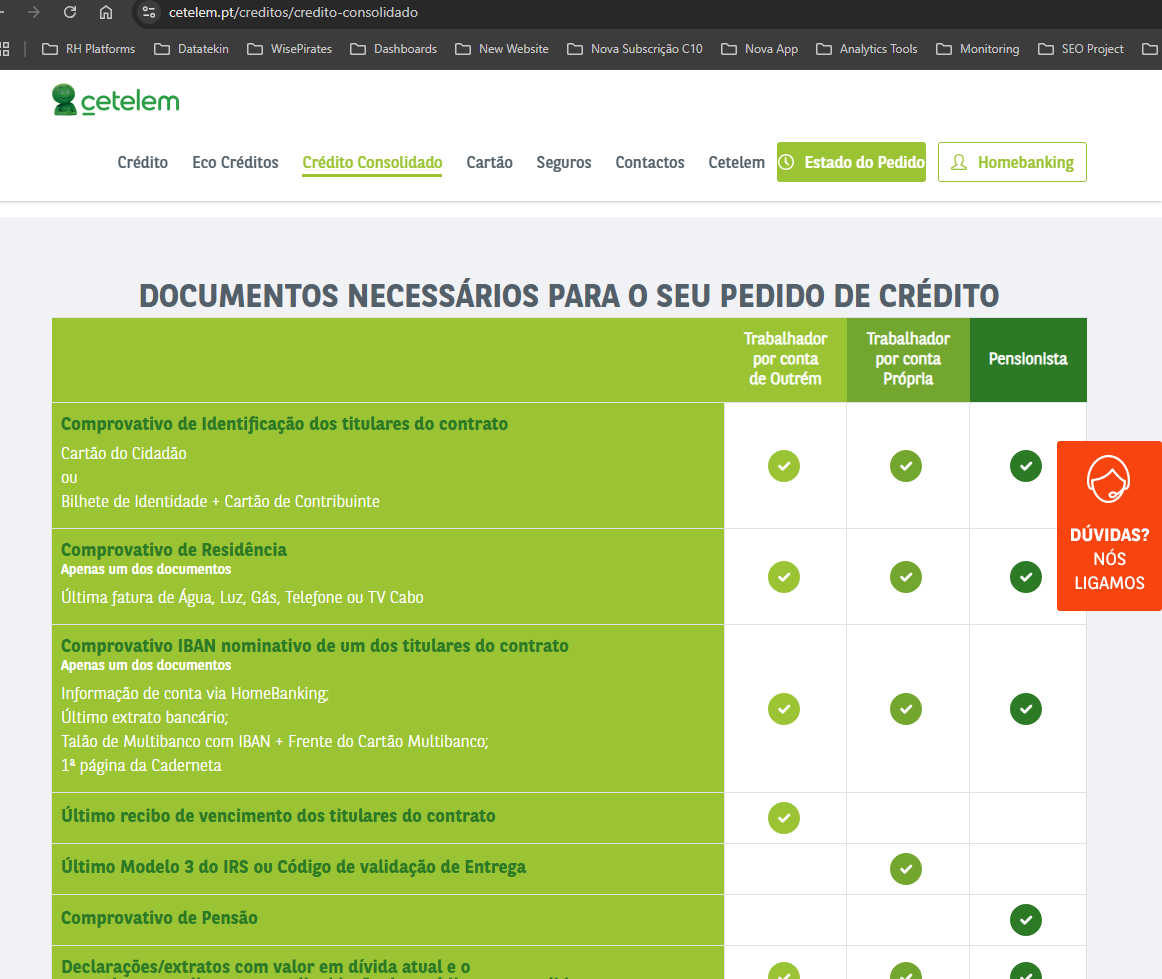 cetelem.pt/creditos/credito-consolidado
RH Platforms Datatekin WisePirates Dashboards New Website Nova Subscrição C10 Nova App Analytics Tools Monitoring SEO Project
cetelem
Crédito Eco Créditos Crédito Consolidado Cartão Seguros Contactos Cetelem Estado do Pedido Homebanking
DOCUMENTOS NECESSÁRIOS PARA O SEU PEDIDO DE CRÉDITO
Trabalhador
por conta
de Outrém
Trabalhador
por conta
Própria
Pensionista
Comprovativo de Identificação dos titulares do contrato
Cartão do Cidadão
ou
Bilhete de Identidade + Cartão de Contribuinte
DÚVIDAS?
NÓS
LIGAMOS
Comprovativo de Residência
Apenas um dos documentos
Última fatura de Água, Luz, Gás, Telefone ou TV Cabo
Comprovativo IBAN nominativo de um dos titulares do contrato
Apenas um dos documentos
Informação de conta via HomeBanking;
Último extrato bancário;
Talão de Multibanco com IBAN + Frente do Cartão Multibanco;
1ª página da Caderneta
Último recibo de vencimento dos titulares do contrato
Último Modelo 3 do IRS ou Código de validação de Entrega
Comprovativo de Pensão
Declarações/extratos com valor em dívida atual e o